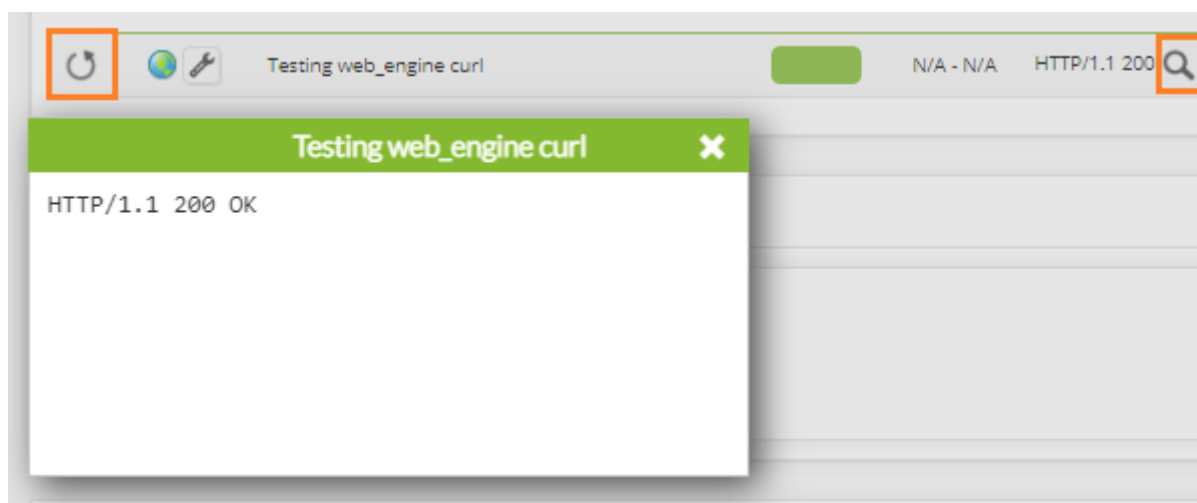 Testing web_engine curl N/A - N/A HTTP/1.1 200
Testing web_engine curl
HTTP/1.1 200 OK